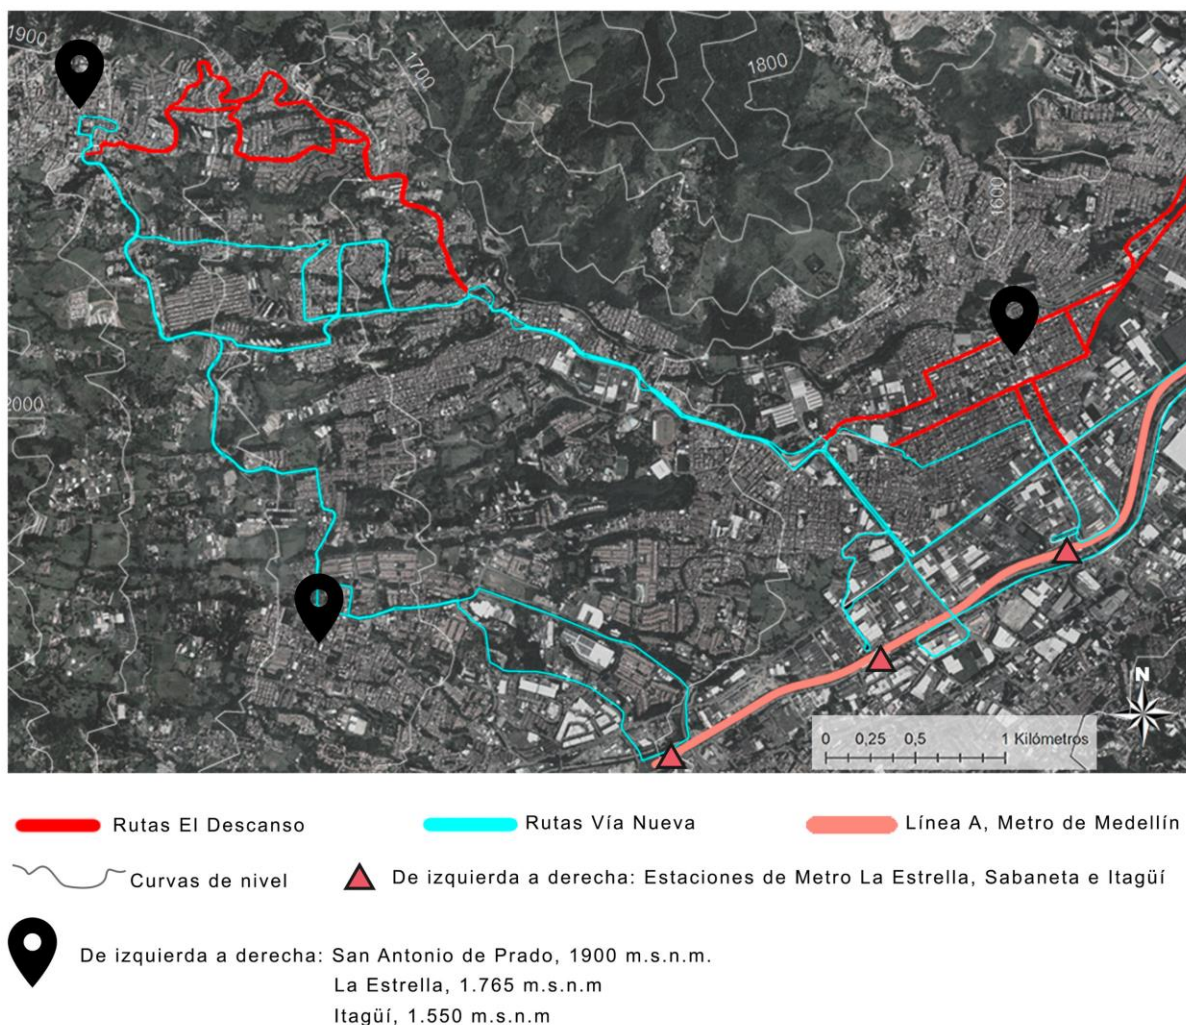 1900
1700
1800
1600
2000
N
0 0,25 0,5 1 Kilómetros
Rutas El Descanso
Rutas Vía Nueva
Línea A, Metro de Medellín
Curvas de nivel
De izquierda a derecha: Estaciones de Metro La Estrella, Sabaneta e Itagüí
De izquierda a derecha: San Antonio de Prado, 1900 m.s.n.m.
La Estrella, 1.765 m.s.n.m
Itagüí, 1.550 m.s.n.m